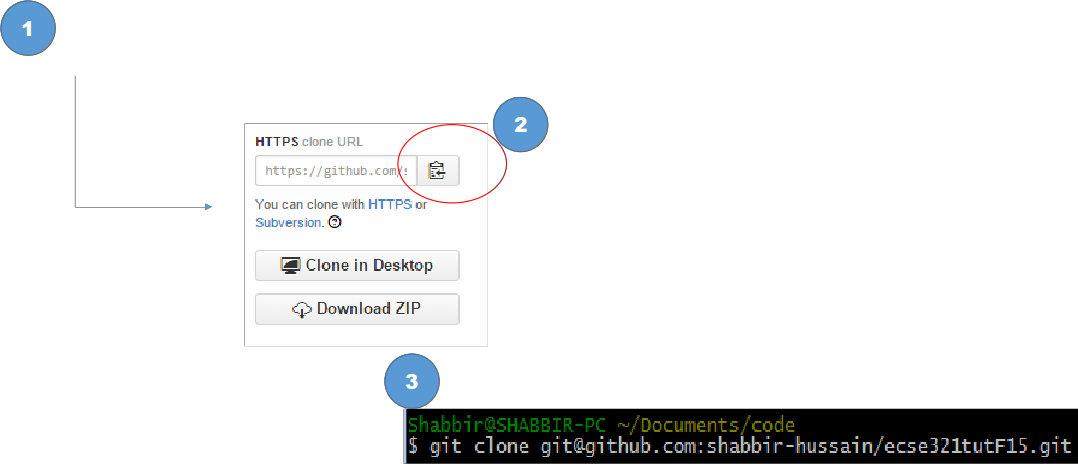 1
2
HTTPS clone URL
https://github.com/s
You can clone with HTTPS or
Subversion. ?
Clone in Desktop
Download ZIP
3
Shabbir@SHABBIR-PC ~/Documents/code
$ git clone git@github.com:shabbir-hussain/ecse321tutF15.git